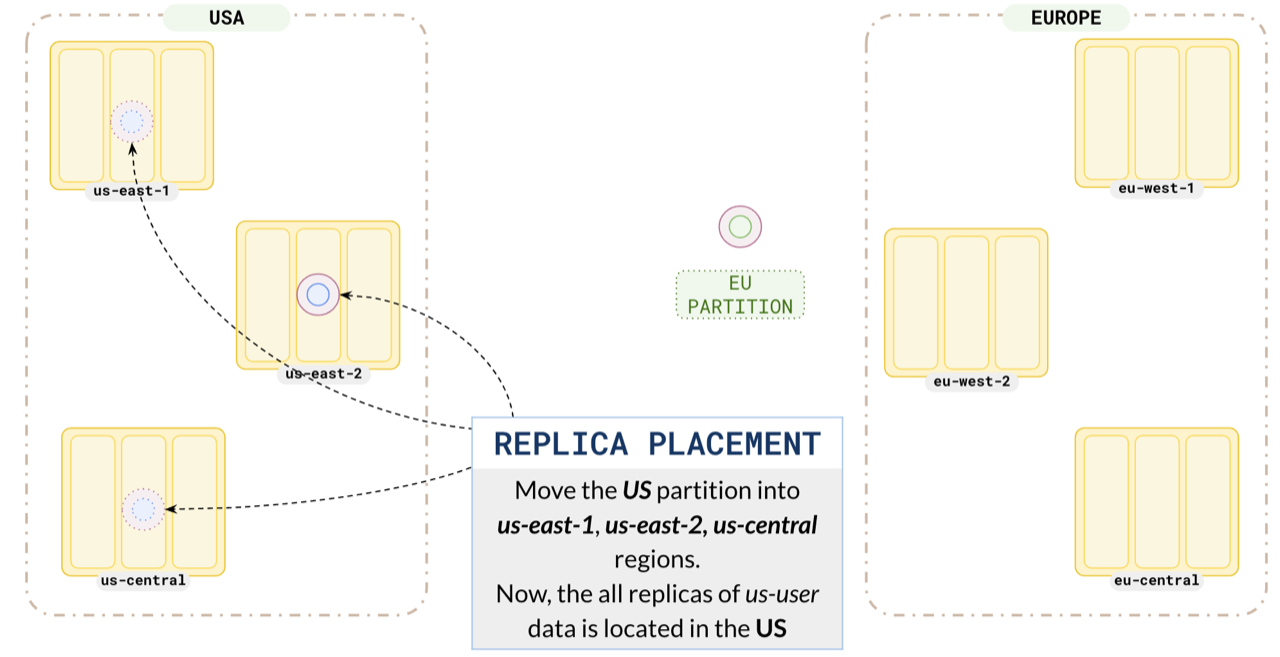 USA
EUROPE
us-east-1
eu-west-1
EU
PARTITION
us-east-2
eu-west-2
REPLICA PLACEMENT
Move the US partition into
us-east-1, us-east-2, us-central
regions.
Now, the all replicas of us-user
data is located in the US
us-central
eu-central